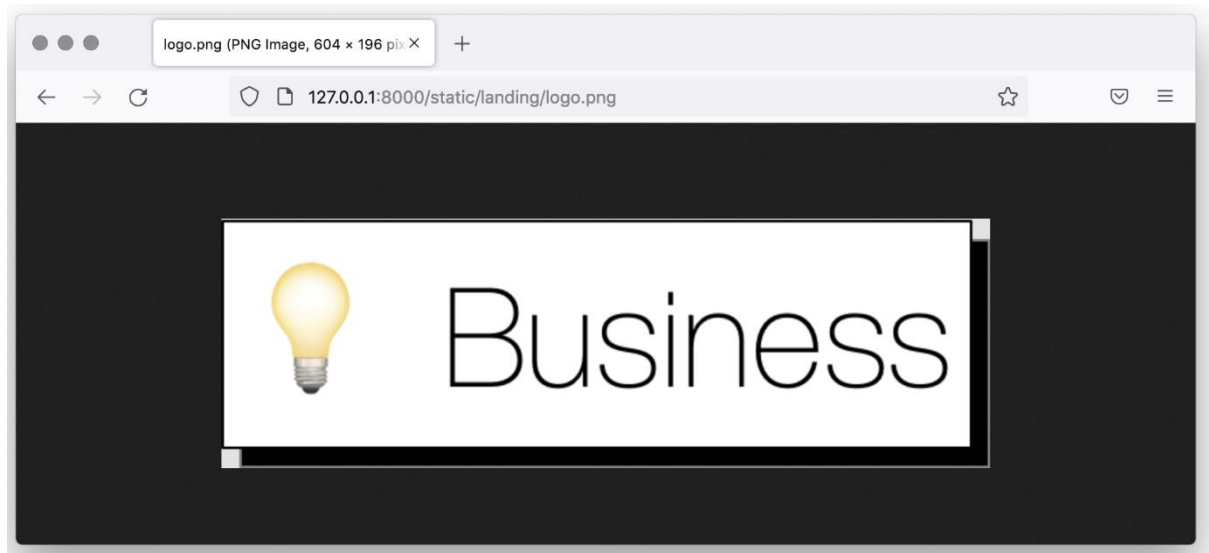 logo.png (PNG Image, 604 × 196 pix
127.0.0.1:8000/static/landing/logo.png
Business